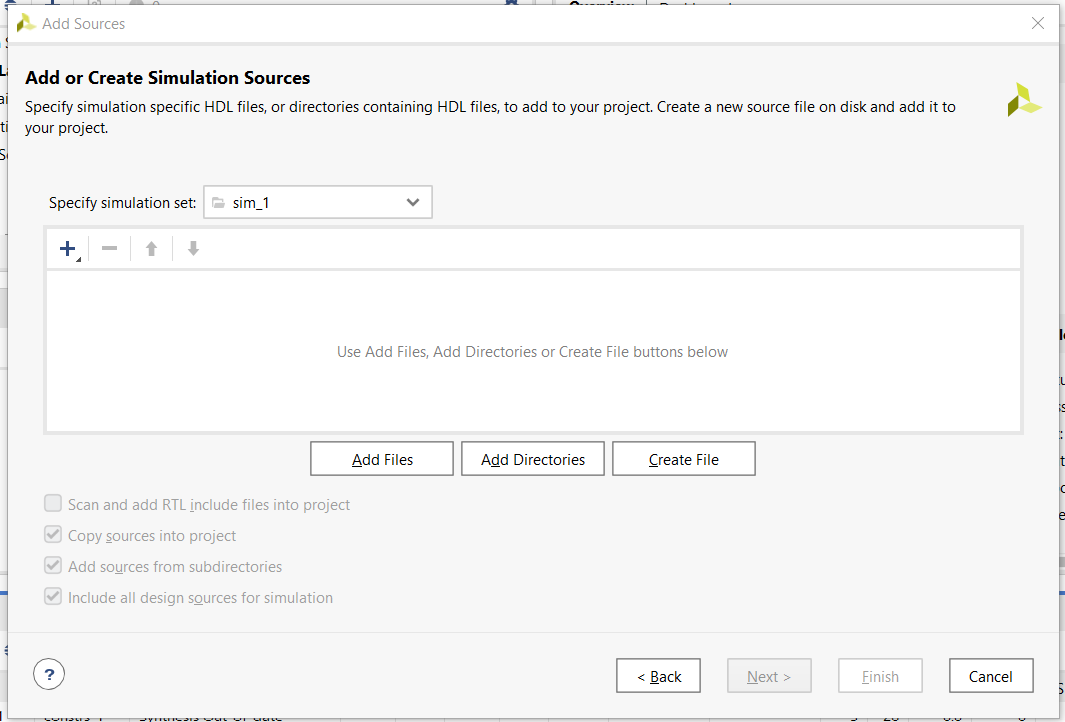 Add Sources
Add or Create Simulation Sources
Specify simulation specific HDL files, or directories containing HDL files, to add to your project. Create a new source file on disk and add it to
your project.
Specify simulation set: sim_1
Use Add Files, Add Directories or Create File buttons below
Add Files Add Directories Create File
Scan and add RTL include files into project
Copy sources into project
Add sources from subdirectories
Include all design sources for simulation
? < Back Next > Finish Cancel